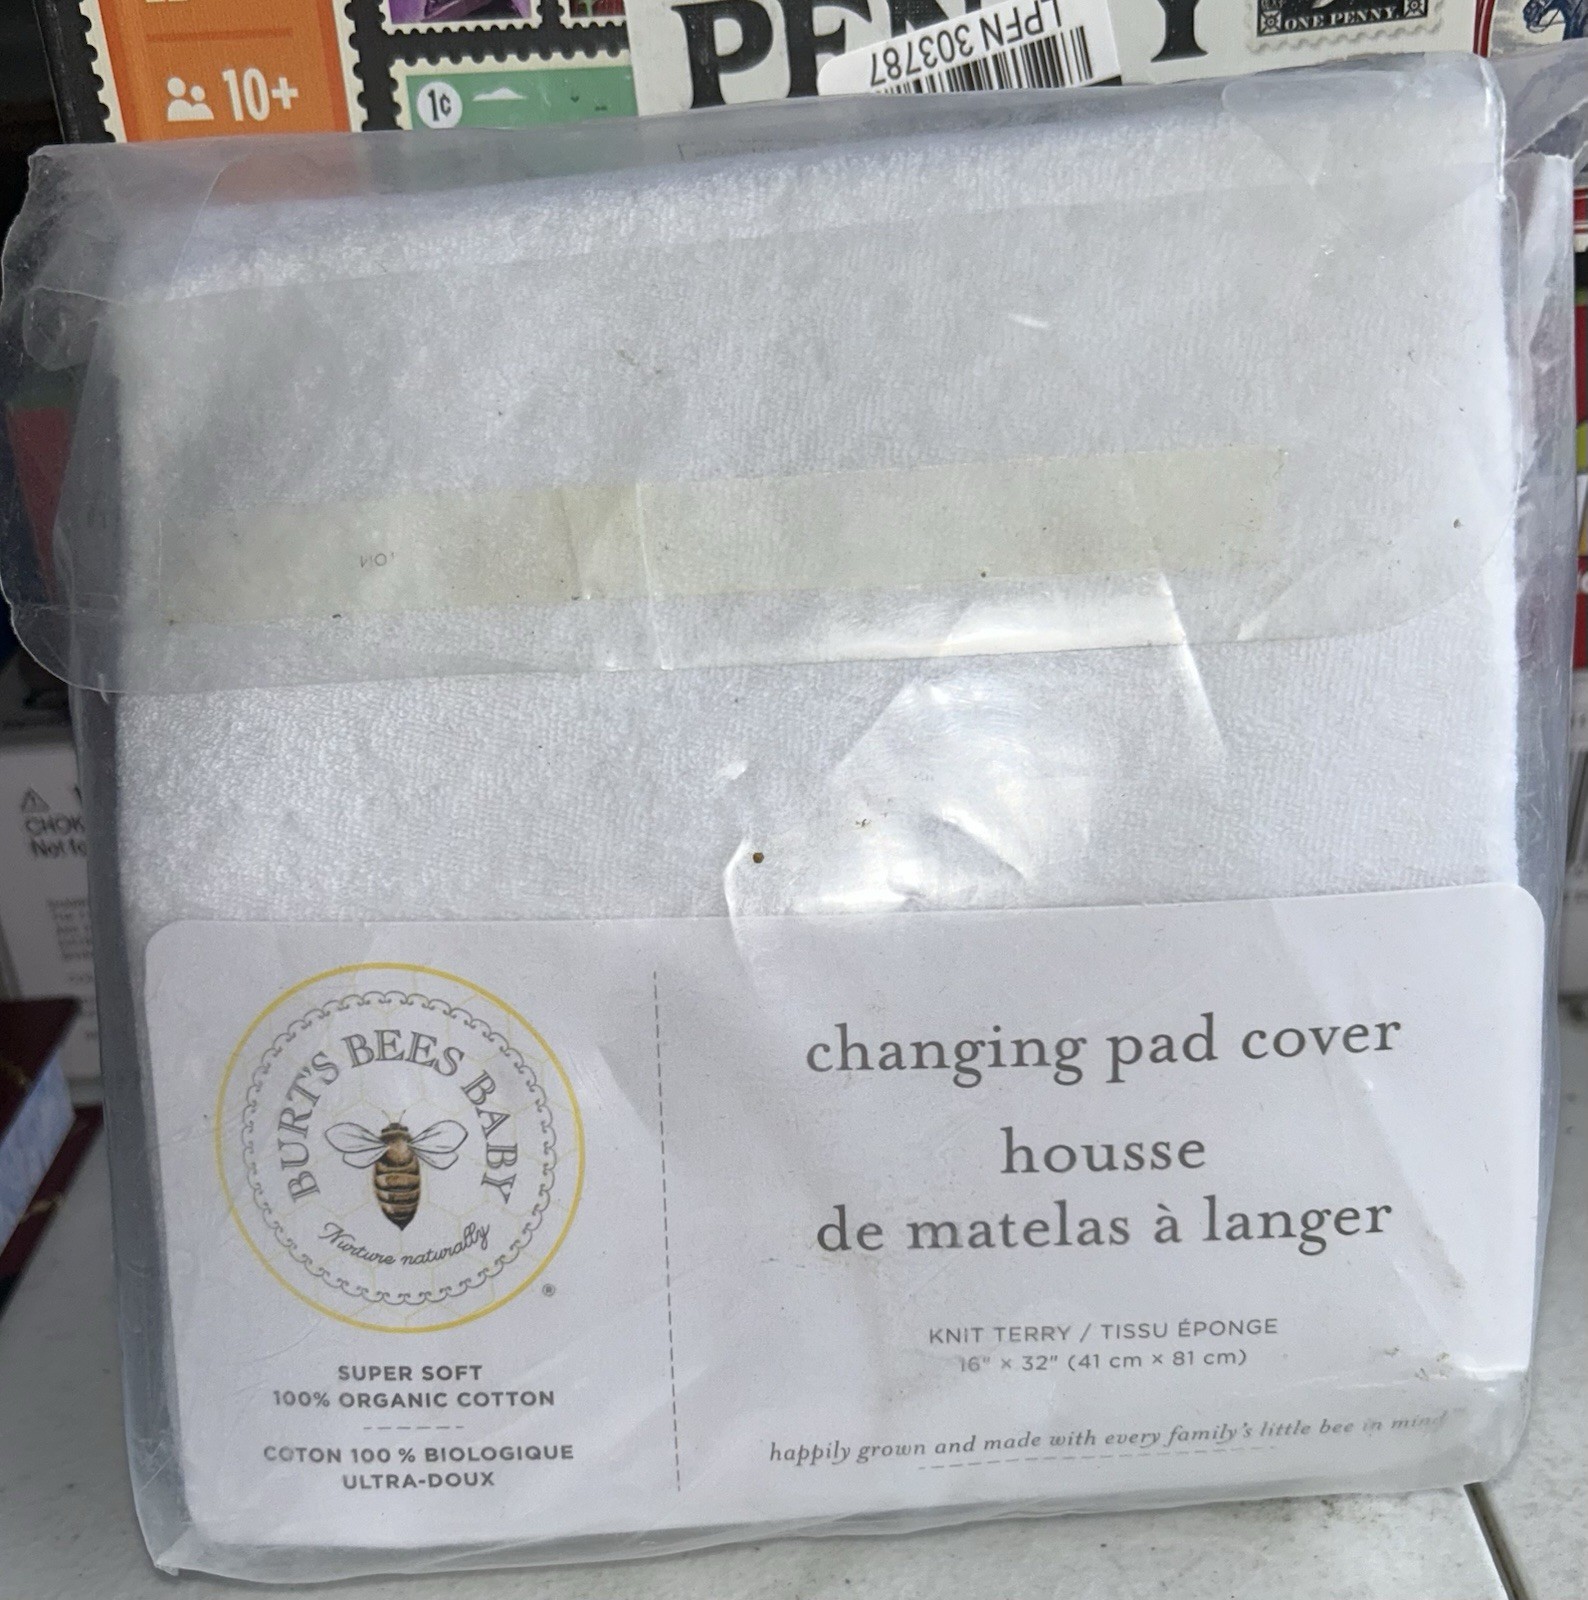 10+
1¢
PENNY
LPFN 303787
ONE PENNY.
CHOK
BURT'S BEES BABY
Nurture naturally
®
SUPER SOFT
100% ORGANIC COTTON
COTON 100 % BIOLOGIQUE
ULTRA-DOUX
changing pad cover
housse
de matelas à langer
KNIT TERRY / TISSU ÉPONGE
16" × 32" (41 cm × 81 cm)
happily grown and made with every family's little bee in mind